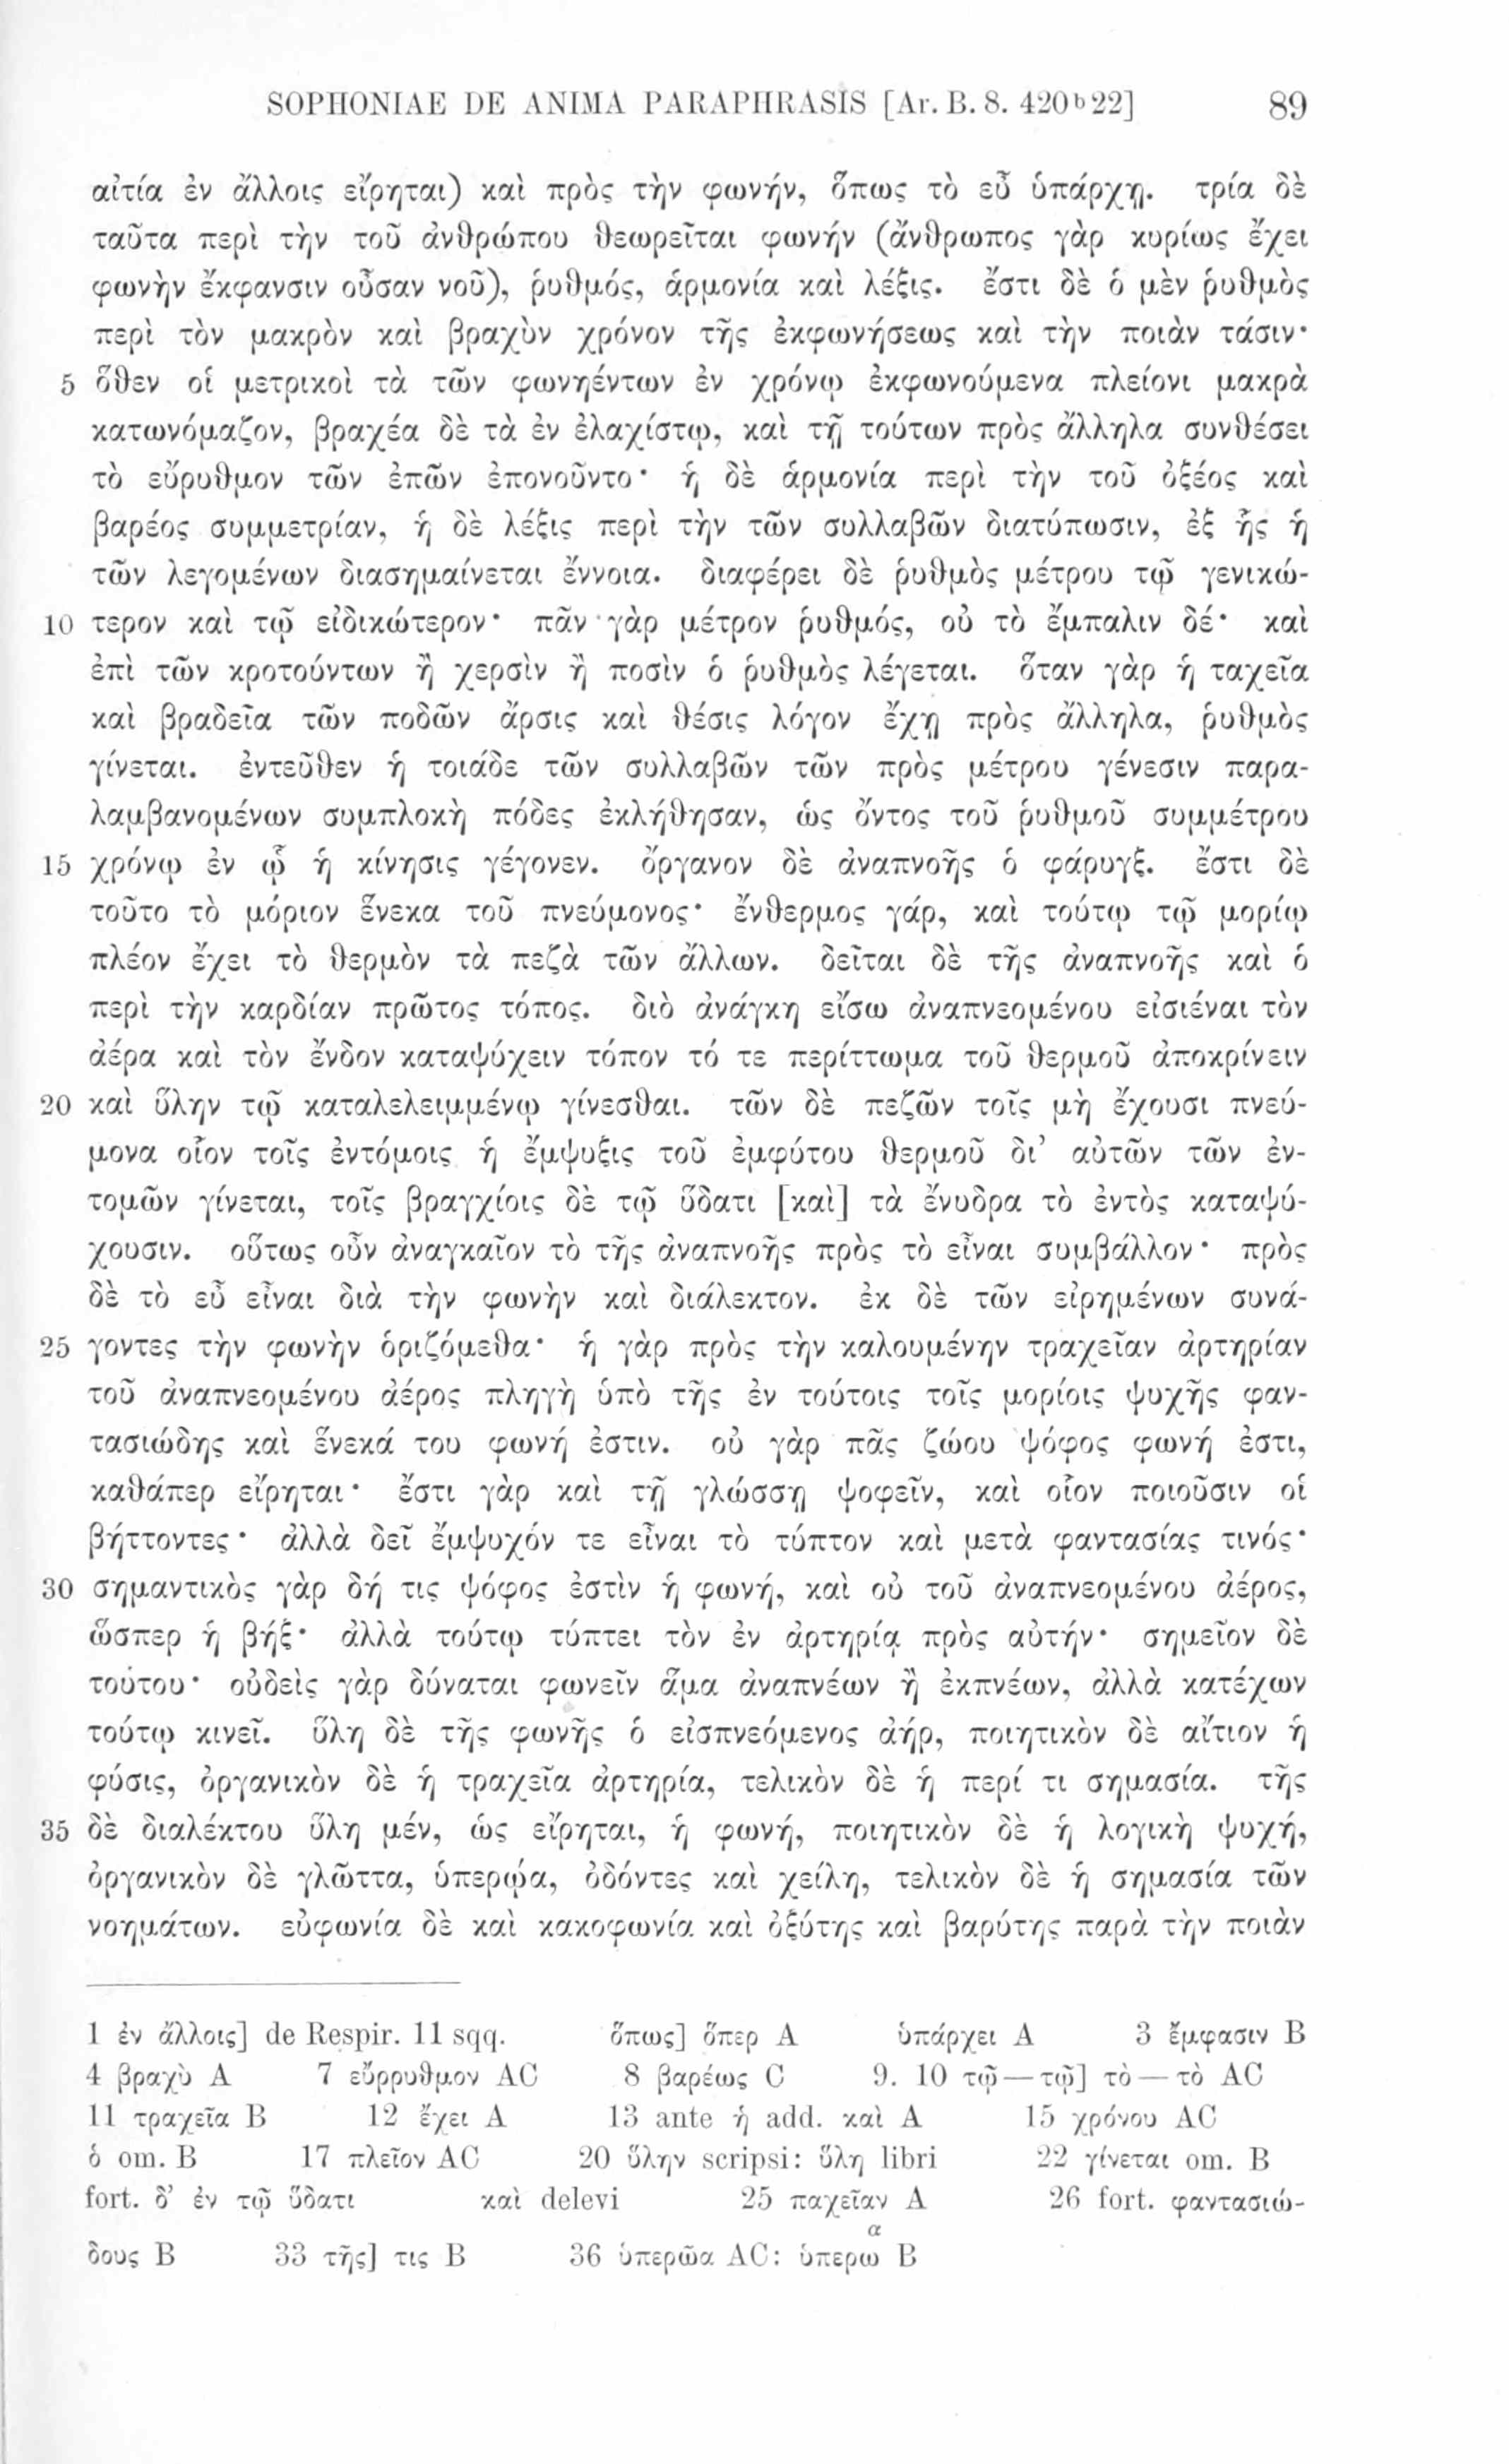 SOPHONIAE DE ANIMA PARAPHRASIS [Ar. B. 8. 420ᵇ22] 89
αἰτία ἐν ἄλλοις εἴρηται) καὶ πρὸς τὴν φωνήν, ὅπως τὸ εὖ ὑπάρχῃ. τρία δὲ
ταῦτα περὶ τὴν τοῦ ἀνθρώπου θεωρεῖται φωνήν (ἄνθρωπος γὰρ κυρίως ἔχει
φωνὴν ἔκφανσιν οὖσαν νοῦ), ῥυθμός, ἁρμονία καὶ λέξις. ἔστι δὲ ὁ μὲν ῥυθμὸς
περὶ τὸν μακρὸν καὶ βραχὺν χρόνον τῆς ἐκφωνήσεως καὶ τὴν ποιὰν τάσιν·
5 ὅθεν οἱ μετρικοὶ τὰ τῶν φωνηέντων ἐν χρόνῳ ἐκφωνούμενα πλείονι μακρὰ
κατωνόμαζον, βραχέα δὲ τὰ ἐν ἐλαχίστῳ, καὶ τῇ τούτων πρὸς ἄλληλα συνθέσει
τὸ εὔρυθμον τῶν ἐπῶν ἐπονοῦντο· ἡ δὲ ἁρμονία περὶ τὴν τοῦ ὀξέος καὶ
βαρέος συμμετρίαν, ἡ δὲ λέξις περὶ τὴν τῶν συλλαβῶν διατύπωσιν, ἐξ ἧς ἡ
τῶν λεγομένων διασημαίνεται ἔννοια. διαφέρει δὲ ῥυθμὸς μέτρου τῷ γενικώ-
10 τερον καὶ τῷ εἰδικώτερον· πᾶν γὰρ μέτρον ῥυθμός, οὐ τὸ ἔμπαλιν δέ· καὶ
ἐπὶ τῶν κροτούντων ἢ χερσὶν ἢ ποσὶν ὁ ῥυθμὸς λέγεται. ὅταν γὰρ ἡ ταχεῖα
καὶ βραδεῖα τῶν ποδῶν ἄρσις καὶ θέσις λόγον ἔχῃ πρὸς ἄλληλα, ῥυθμὸς
γίνεται. ἐντεῦθεν ἡ τοιάδε τῶν συλλαβῶν τῶν πρὸς μέτρου γένεσιν παρα-
λαμβανομένων συμπλοκὴ πόδες ἐκλήθησαν, ὡς ὄντος τοῦ ῥυθμοῦ συμμέτρου
15 χρόνῳ ἐν ᾧ ἡ κίνησις γέγονεν. ὄργανον δὲ ἀναπνοῆς ὁ φάρυγξ. ἔστι δὲ
τοῦτο τὸ μόριον ἕνεκα τοῦ πνεύμονος· ἔνθερμος γάρ, καὶ τούτῳ τῷ μορίῳ
πλέον ἔχει τὸ θερμὸν τὰ πεζὰ τῶν ἄλλων. δεῖται δὲ τῆς ἀναπνοῆς καὶ ὁ
περὶ τὴν καρδίαν πρῶτος τόπος. διὸ ἀνάγκη εἴσω ἀναπνεομένου εἰσιέναι τὸν
ἀέρα καὶ τὸν ἔνδον καταψύχειν τόπον τό τε περίττωμα τοῦ θερμοῦ ἀποκρίνειν
20 καὶ ὕλην τῷ καταλελειμμένῳ γίνεσθαι. τῶν δὲ πεζῶν τοῖς μὴ ἔχουσι πνεύ-
μονα οἷον τοῖς ἐντόμοις ἡ ἔμψυξις τοῦ ἐμφύτου θερμοῦ δι’ αὐτῶν τῶν ἐν-
τομῶν γίνεται, τοῖς βραγχίοις δὲ τῷ ὕδατι [καὶ] τὰ ἔνυδρα τὸ ἐντὸς καταψύ-
χουσιν. οὕτως οὖν ἀναγκαῖον τὸ τῆς ἀναπνοῆς πρὸς τὸ εἶναι συμβάλλον· πρὸς
δὲ τὸ εὖ εἶναι διὰ τὴν φωνὴν καὶ διάλεκτον. ἐκ δὲ τῶν εἰρημένων συνά-
25 γοντες τὴν φωνὴν ὁριζόμεθα· ἡ γὰρ πρὸς τὴν καλουμένην τραχεῖαν ἀρτηρίαν
τοῦ ἀναπνεομένου ἀέρος πληγὴ ὑπὸ τῆς ἐν τούτοις τοῖς μορίοις ψυχῆς φαν-
τασιώδης καὶ ἕνεκά του φωνή ἐστιν. οὐ γὰρ πᾶς ζώου ψόφος φωνή ἐστι,
καθάπερ εἴρηται· ἔστι γὰρ καὶ τῇ γλώσσῃ ψοφεῖν, καὶ οἷον ποιοῦσιν οἱ
βήττοντες· ἀλλὰ δεῖ ἔμψυχόν τε εἶναι τὸ τύπτον καὶ μετὰ φαντασίας τινός·
30 σημαντικὸς γὰρ δή τις ψόφος ἐστὶν ἡ φωνή, καὶ οὐ τοῦ ἀναπνεομένου ἀέρος,
ὥσπερ ἡ βήξ· ἀλλὰ τούτῳ τύπτει τὸν ἐν ἀρτηρίᾳ πρὸς αὐτήν· σημεῖον δὲ
τούτου· οὐδεὶς γὰρ δύναται φωνεῖν ἅμα ἀναπνέων ἢ ἐκπνέων, ἀλλὰ κατέχων
τούτῳ κινεῖ. ὕλη δὲ τῆς φωνῆς ὁ εἰσπνεόμενος ἀήρ, ποιητικὸν δὲ αἴτιον ἡ
φύσις, ὀργανικὸν δὲ ἡ τραχεῖα ἀρτηρία, τελικὸν δὲ ἡ περί τι σημασία. τῆς
35 δὲ διαλέκτου ὕλη μέν, ὡς εἴρηται, ἡ φωνή, ποιητικὸν δὲ ἡ λογικὴ ψυχή,
ὀργανικὸν δὲ γλῶττα, ὑπερῴα, ὀδόντες καὶ χείλη, τελικὸν δὲ ἡ σημασία τῶν
νοημάτων. εὐφωνία δὲ καὶ κακοφωνία καὶ ὀξύτης καὶ βαρύτης παρὰ τὴν ποιὰν
1 ἐν ἄλλοις] de Respir. 11 sqq. ὅπως] ὅπερ A ὑπάρχει A 3 ἔμφασιν B
4 βραχὺ A 7 εὔρρυθμον AC 8 βαρέως C 9. 10 τῷ — τῷ] τὸ — τὸ AC
11 τραχεῖα B 12 ἔχει A 13 ante ἡ add. καὶ A 15 χρόνου AC
ὁ om. B 17 πλεῖον AC 20 ὕλην scripsi: ὕλη libri 22 γίνεται om. B
fort. δ’ ἐν τῷ ὕδατι καὶ delevi 25 παχεῖαν A 26 fort. φαντασιώ-
δους B 33 τῆς] τις B 36 ὑπερῶα AC: ὑπερωᵅ B